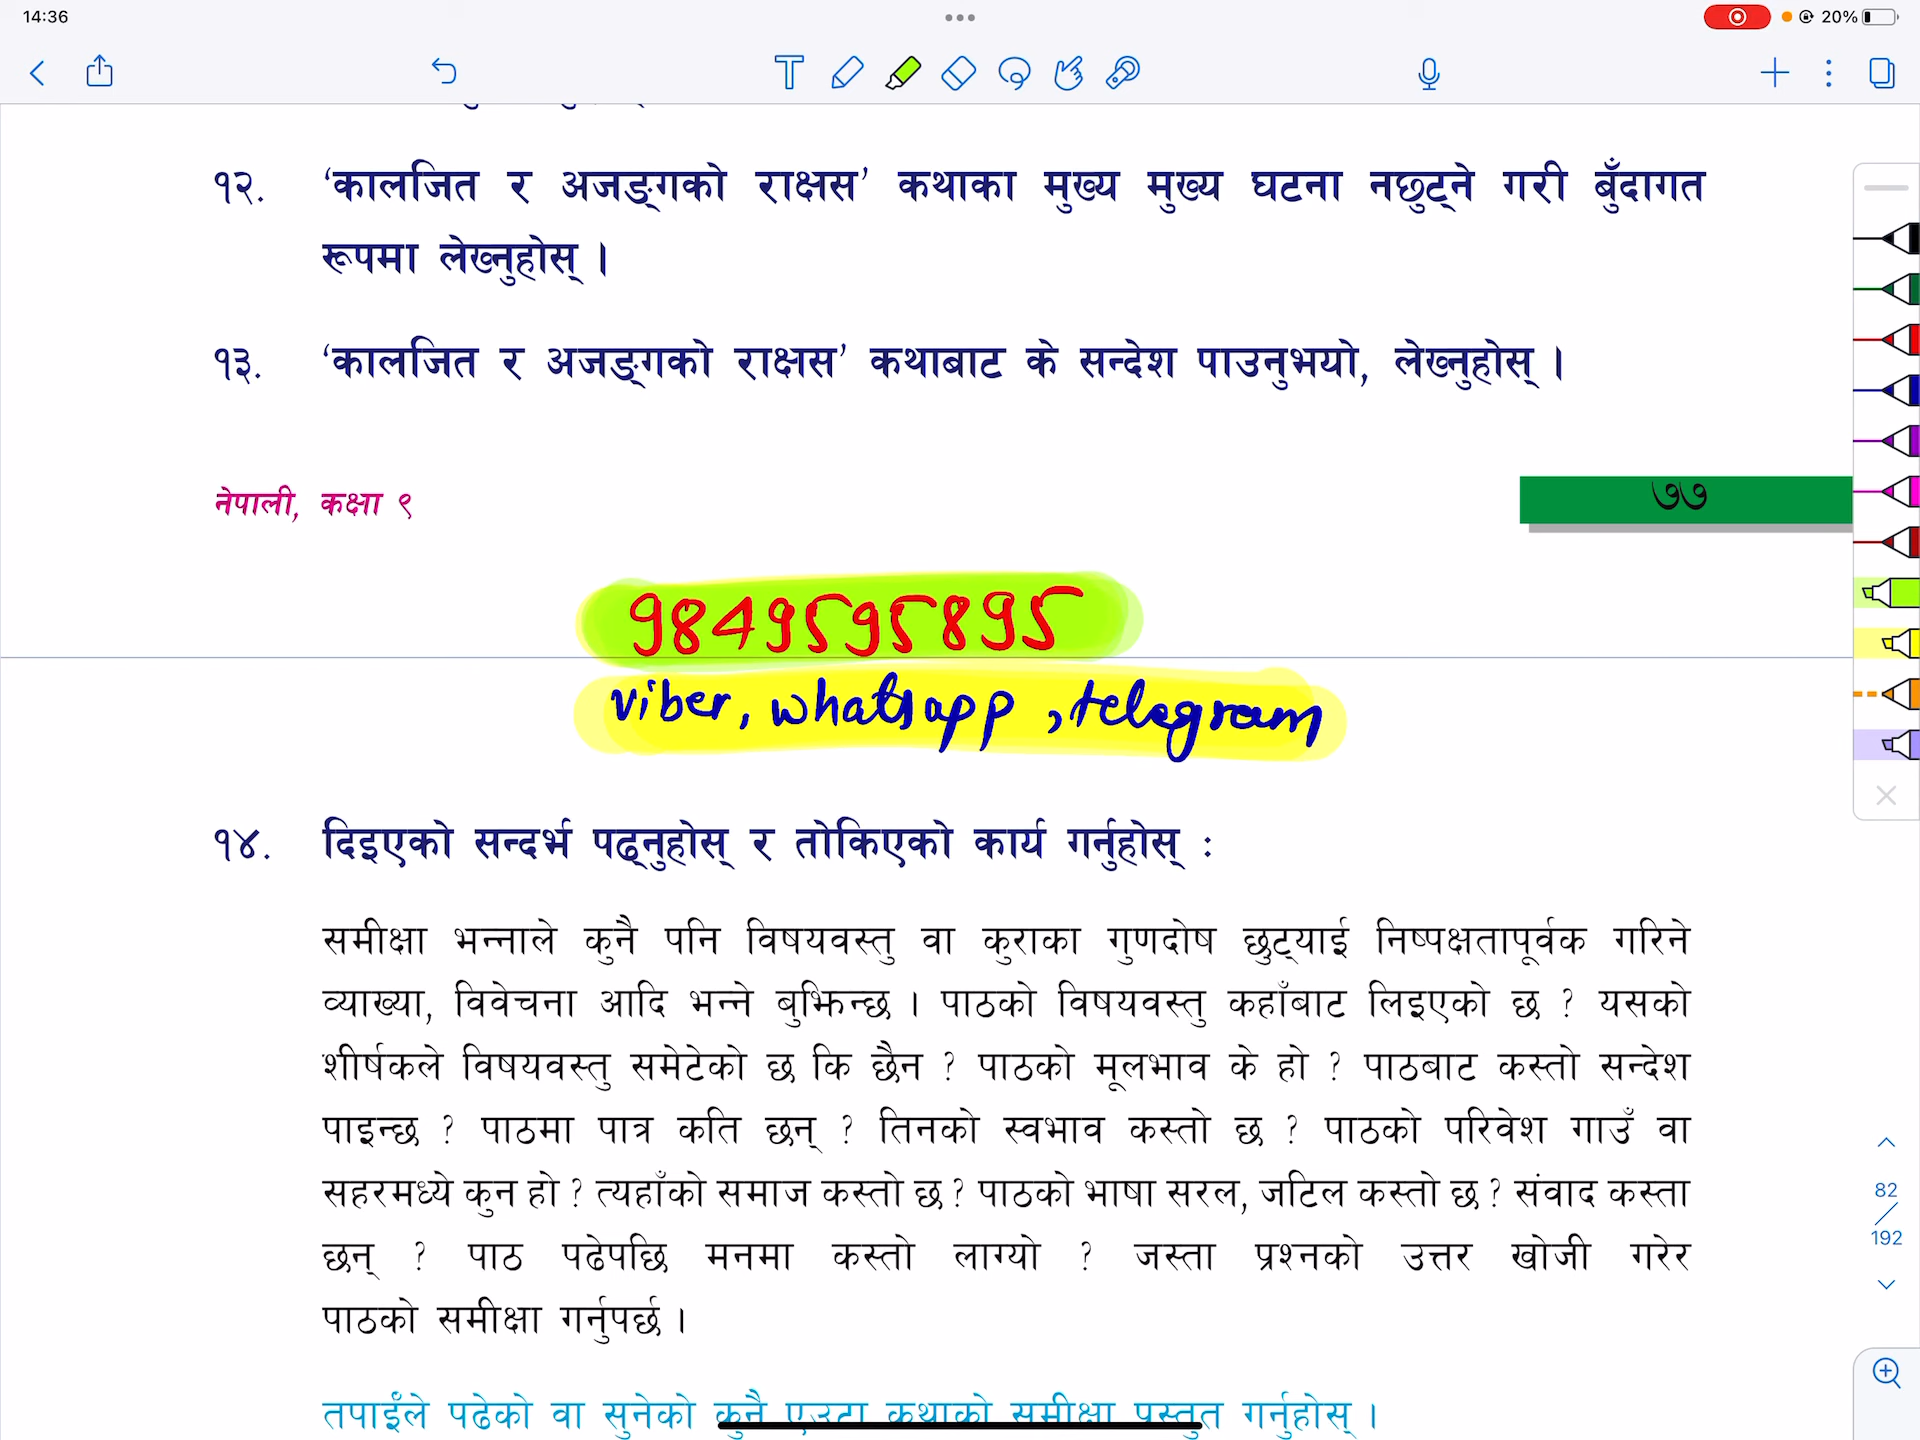 14:36
20%
१२. ‘कालजित र अजङ्गको राक्षस’ कथाका मुख्य मुख्य घटना नछुट्ने गरी बुँदागत
रूपमा लेख्नुहोस् ।
१३. ‘कालजित र अजङ्गको राक्षस’ कथाबाट के सन्देश पाउनुभयो, लेख्नुहोस् ।
नेपाली, कक्षा ९
७७
9849595895
viber, whatsapp, telegram
१४. दिइएको सन्दर्भ पढ्नुहोस् र तोकिएको कार्य गर्नुहोस् :
समीक्षा भन्नाले कुनै पनि विषयवस्तु वा कुराका गुणदोष छुट्याई निष्पक्षतापूर्वक गरिने
व्याख्या, विवेचना आदि भन्ने बुझिन्छ । पाठको विषयवस्तु कहाँबाट लिइएको छ ? यसको
शीर्षकले विषयवस्तु समेटेको छ कि छैन ? पाठको मूलभाव के हो ? पाठबाट कस्तो सन्देश
पाइन्छ ? पाठमा पात्र कति छन् ? तिनको स्वभाव कस्तो छ ? पाठको परिवेश गाउँ वा
सहरमध्ये कुन हो ? त्यहाँको समाज कस्तो छ ? पाठको भाषा सरल, जटिल कस्तो छ ? संवाद कस्ता
छन् ? पाठ पढेपछि मनमा कस्तो लाग्यो ? जस्ता प्रश्नको उत्तर खोजी गरेर
पाठको समीक्षा गर्नुपर्छ ।
तपाईंले पढेको वा सुनेको कुनै एउटा कथाको समीक्षा प्रस्तुत गर्नुहोस् ।
82
/
192